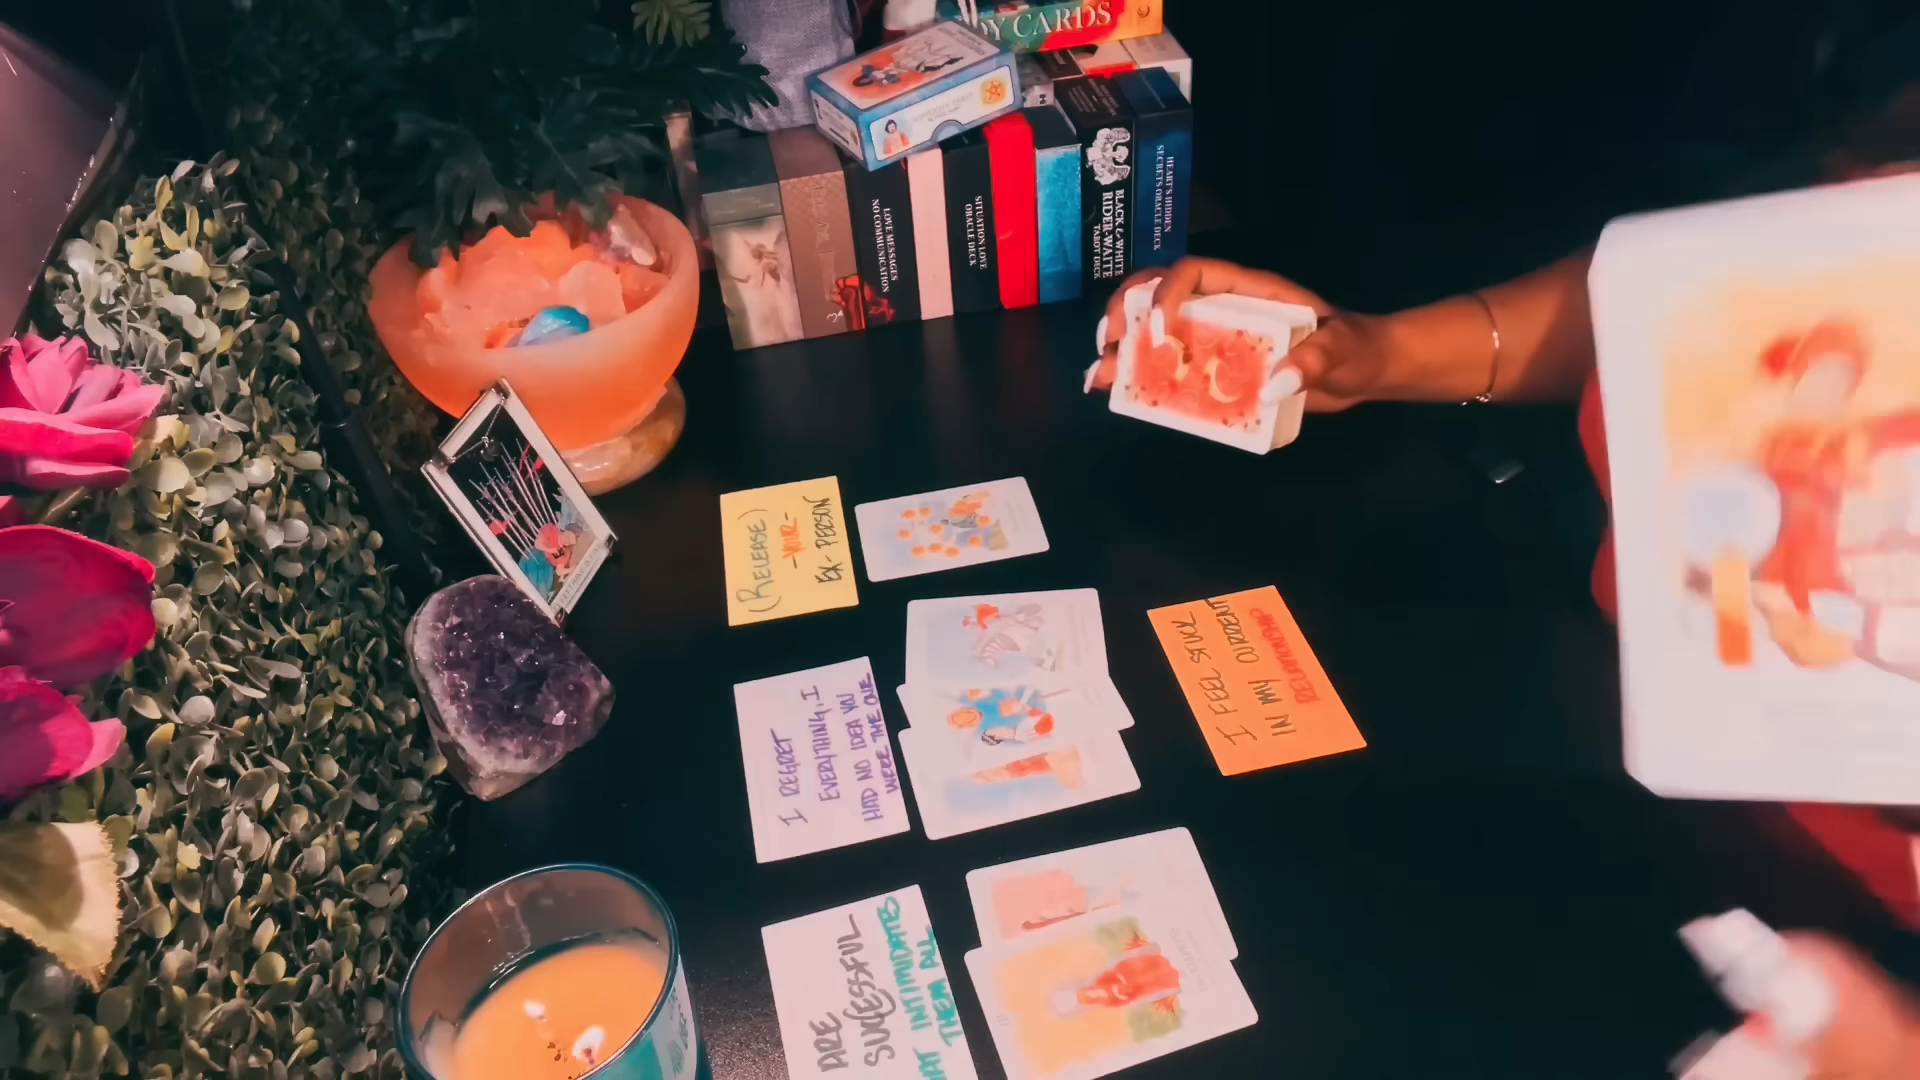 DY CARDS
LOVE MESSAGES
NO COMMUNICATION
SITUATION LOVE
ORACLE DECK
BLACK & WHITE
RIDER-WAITE
TAROT DECK
HEART'S HIDDEN
SECRETS ORACLE DECK
(RELEASE)
-YOUR-
EX-PERSON
I REGRET
EVERYTHING, I
HAD NO IDEA YOU
WERE THE ONE
I FEEL STUCK
IN MY CURRENT
RELATIONSHIP
ARE
SUCCESSFUL
INTIMIDATES
THEM ALL